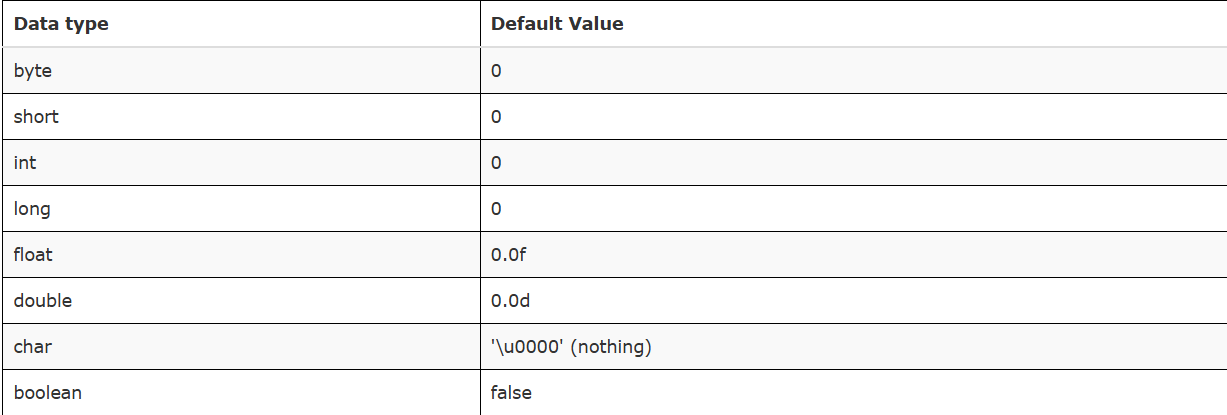 Data type Default Value
byte 0
short 0
int 0
long 0
float 0.0f
double 0.0d
char '\u0000' (nothing)
boolean false